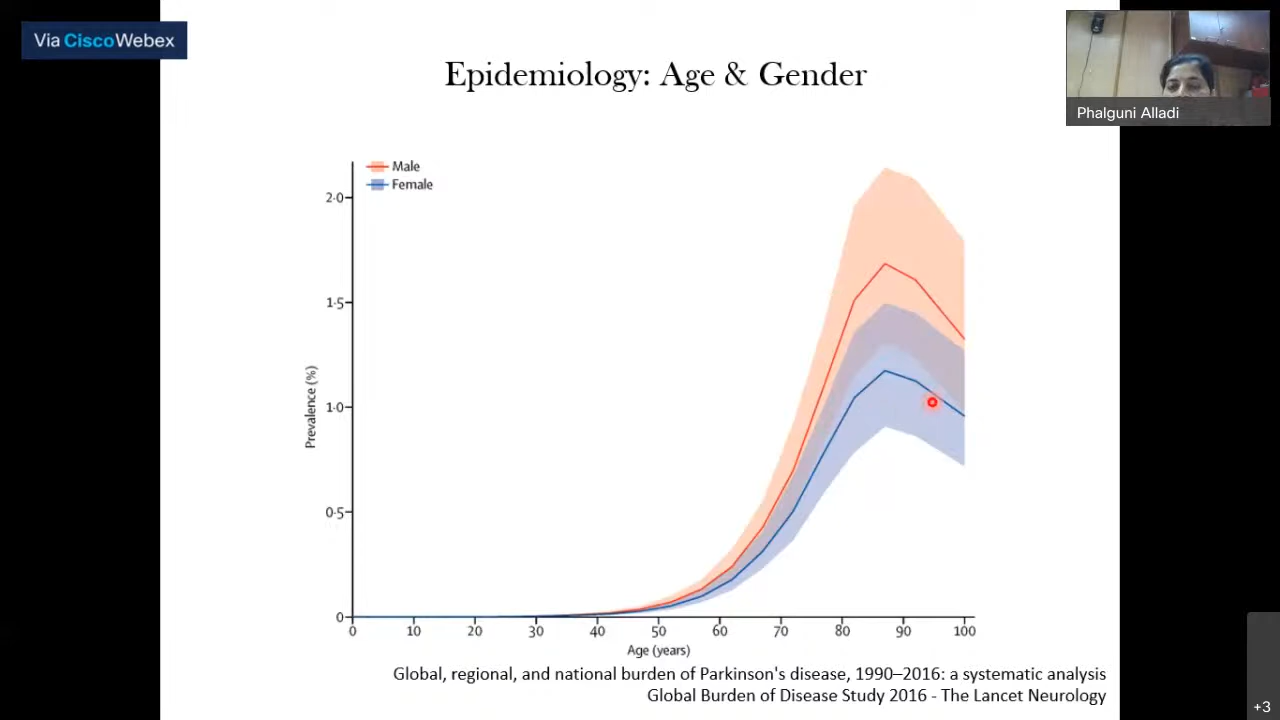 Via Cisco Webex
Epidemiology: Age & Gender
Phalguni Alladi
Male
Female
Prevalence (%)
2·0
1·5
1·0
0·5
0
0 10 20 30 40 50 60 70 80 90 100
Age (years)
Global, regional, and national burden of Parkinson's disease, 1990–2016: a systematic analysis
Global Burden of Disease Study 2016 - The Lancet Neurology
+3